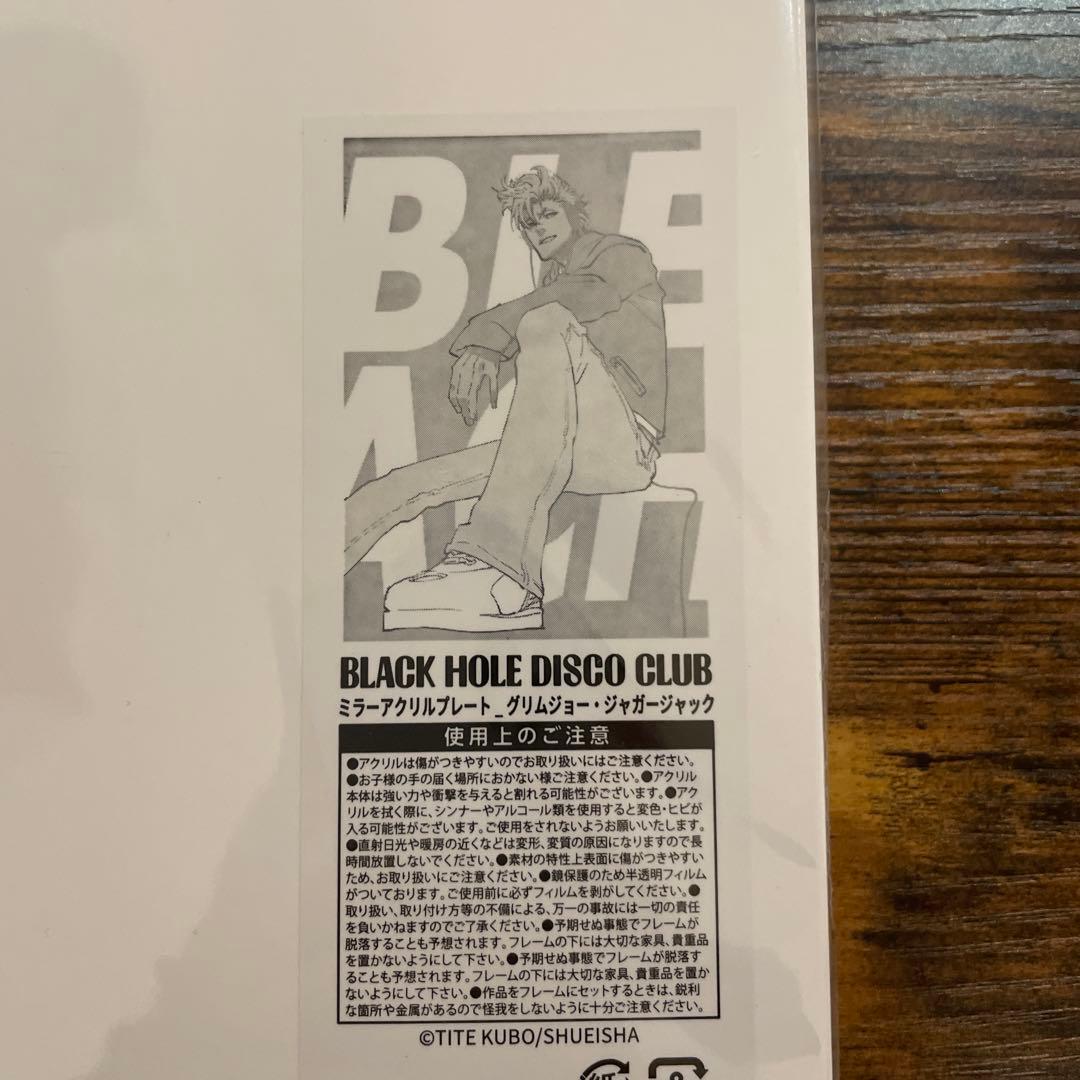 BLE
ACH
BLACK HOLE DISCO CLUB
ミラーアクリルプレート_グリムジョー・ジャガージャック
使用上のご注意
●アクリルは傷がつきやすいのでお取り扱いにはご注意ください。
●お子様の手の届く場所におかない様ご注意ください。●アクリル
本体は強い力や衝撃を与えると割れる可能性がございます。●アク
リルを拭く際に、シンナーやアルコール類を使用すると変色・ヒビが
入る可能性がございます。ご使用をされないようお願いいたします。
●直射日光や暖房の近くなどは変形、変質の原因になりますので長
時間放置しないでください。●素材の特性上表面に傷がつきやすい
ため、お取り扱いにご注意ください。●鏡保護のため半透明フィルム
がついております。ご使用前に必ずフィルムを剥がしてください。●
取り扱い、取り付け方等の不備による、万一の事故には一切の責任
を負いかねますのでご了承ください。●予期せぬ事態でフレームが
脱落することも予想されます。フレームの下には大切な家具、貴重品
を置かないようにして下さい。●予期せぬ事態でフレームが脱落す
ることも予想されます。フレームの下には大切な家具、貴重品を置か
ないようにして下さい。●作品をフレームにセットするときは、鋭利
な箇所や金属があるので怪我をしないように十分ご注意ください。
©TITE KUBO/SHUEISHA